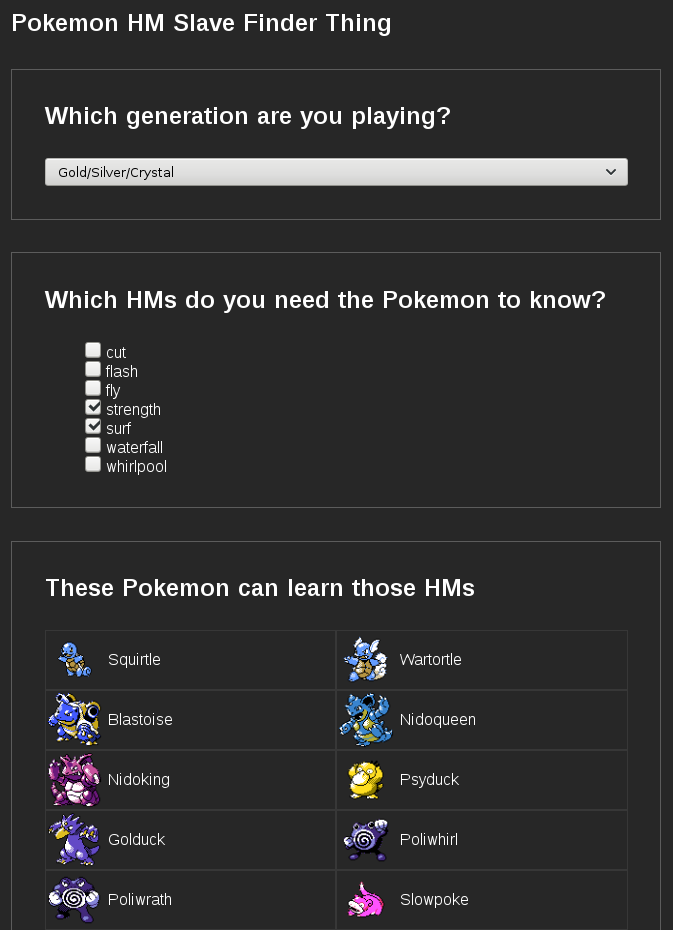 Pokemon HM Slave Finder Thing
Which generation are you playing?
Gold/Silver/Crystal
Which HMs do you need the Pokemon to know?
cut
flash
fly
strength
surf
waterfall
whirlpool
These Pokemon can learn those HMs
Squirtle
Wartortle
Blastoise
Nidoqueen
Nidoking
Psyduck
Golduck
Poliwhirl
Poliwrath
Slowpoke